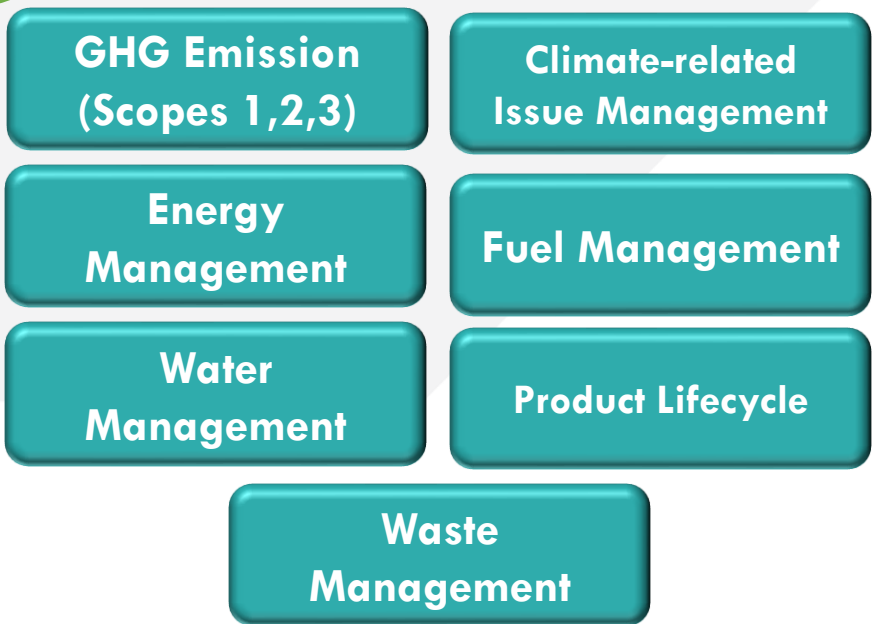 GHG Emission
(Scopes 1,2,3)
Climate-related
Issue Management
Energy
Management
Fuel Management
Water
Management
Product Lifecycle
Waste
Management